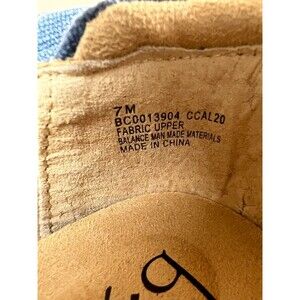 7M
BC0013904 CCAL20
FABRIC UPPER
BALANCE MAN MADE MATERIALS
MADE IN CHINA